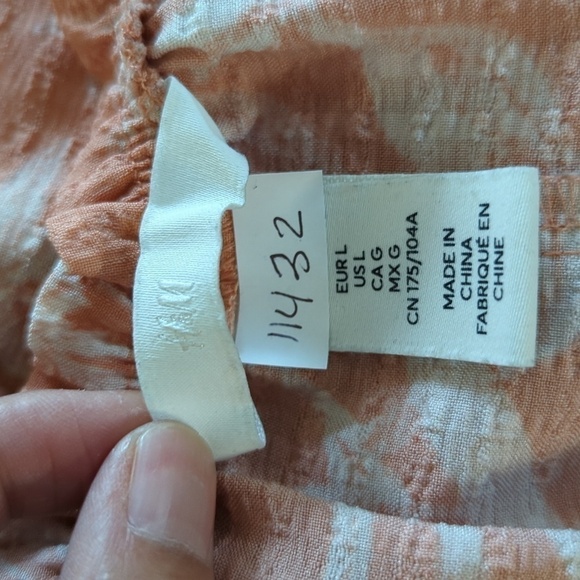 H&M
11432
EUR L
US L
CA G
MX G
CN 175/104A
MADE IN
CHINA
FABRIQUÉ EN
CHINE